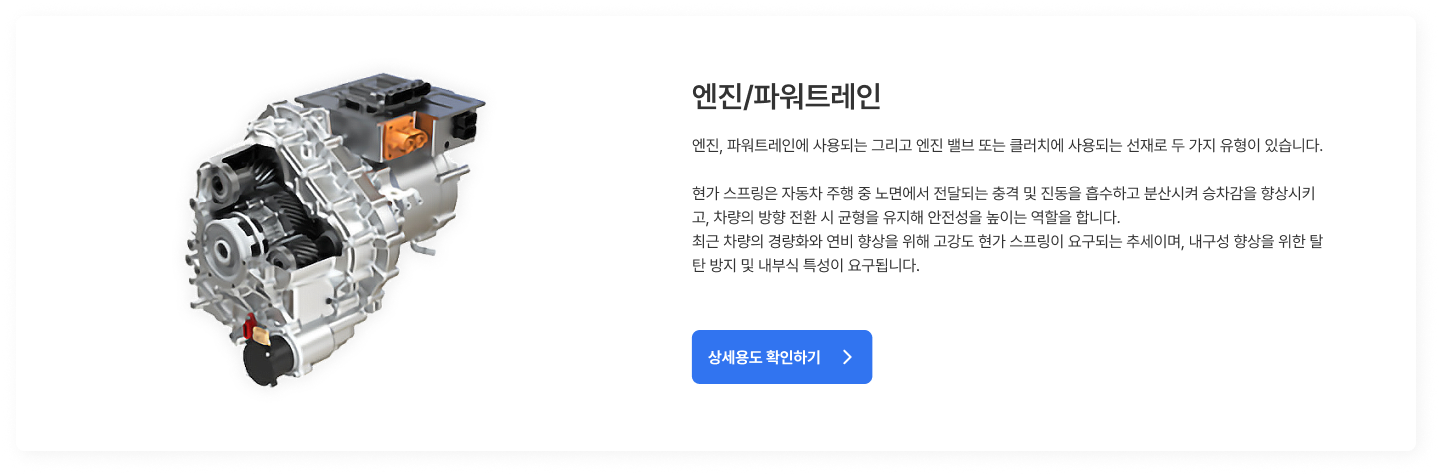 엔진/파워트레인
엔진, 파워트레인에 사용되는 그리고 엔진 밸브 또는 클러치에 사용되는 선재로 두 가지 유형이 있습니다.
현가 스프링은 자동차 주행 중 노면에서 전달되는 충격 및 진동을 흡수하고 분산시켜 승차감을 향상시키
고, 차량의 방향 전환 시 균형을 유지해 안전성을 높이는 역할을 합니다.
최근 차량의 경량화와 연비 향상을 위해 고강도 현가 스프링이 요구되는 추세이며, 내구성 향상을 위한 탈
탄 방지 및 내부식 특성이 요구됩니다.
상세용도 확인하기